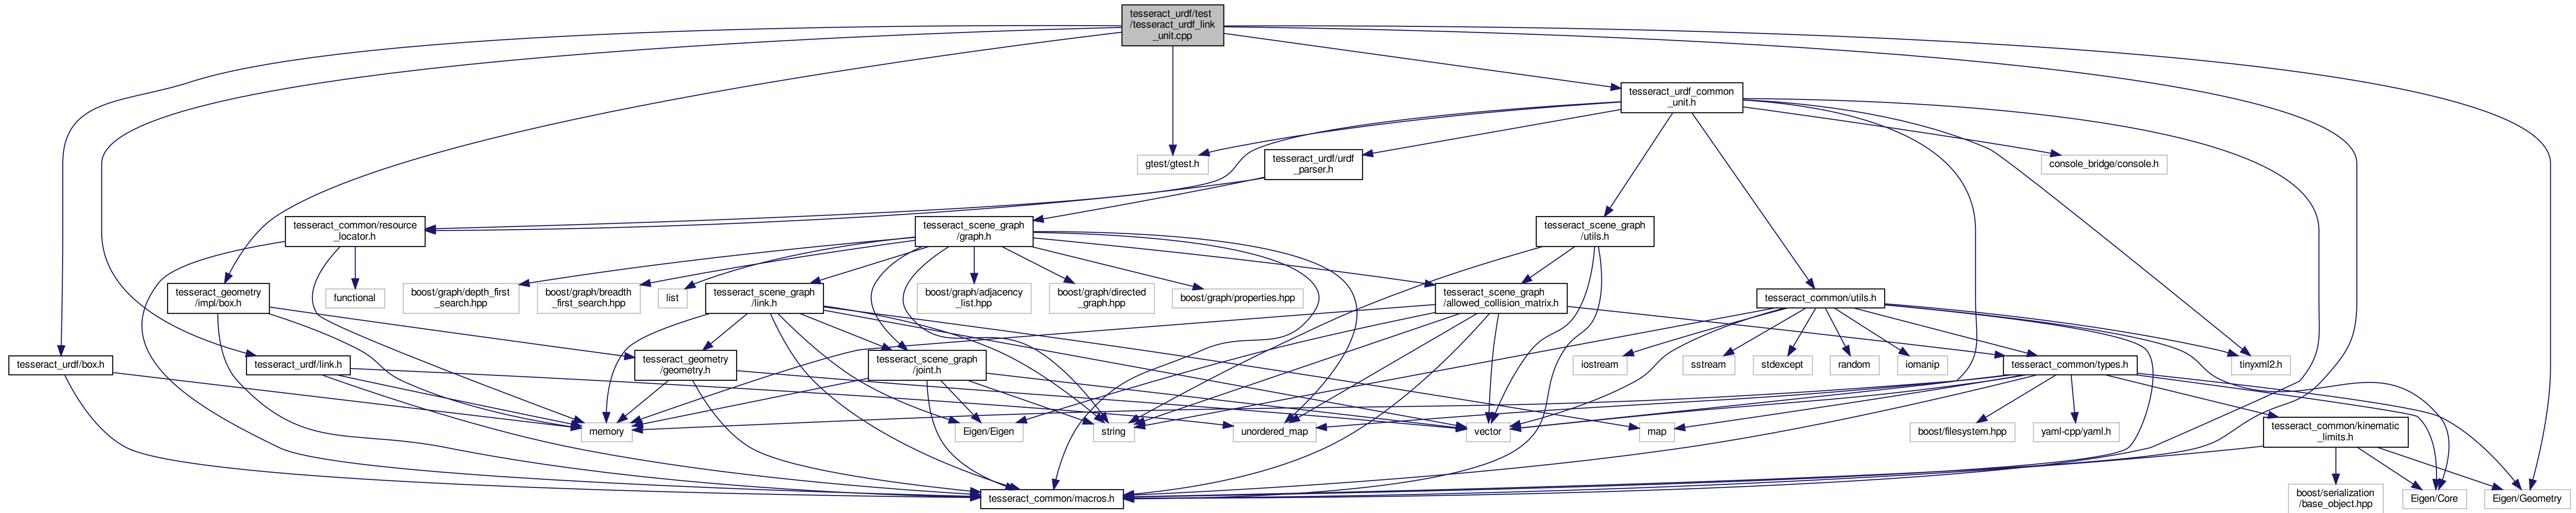 tesseract_urdf/test
/tesseract_urdf_link
_unit.cpp
tesseract_urdf_common
_unit.h
gtest/gtest.h
tesseract_urdf/urdf
_parser.h
console_bridge/console.h
tesseract_common/resource
_locator.h
tesseract_scene_graph
/graph.h
tesseract_scene_graph
/utils.h
tesseract_geometry
/impl/box.h
functional
boost/graph/depth_first
_search.hpp
boost/graph/breadth
_first_search.hpp
list
tesseract_scene_graph
/link.h
boost/graph/adjacency
_list.hpp
boost/graph/directed
_graph.hpp
boost/graph/properties.hpp
tesseract_scene_graph
/allowed_collision_matrix.h
tesseract_common/utils.h
tesseract_urdf/box.h
tesseract_urdf/link.h
tesseract_geometry
/geometry.h
tesseract_scene_graph
/joint.h
iostream
sstream
stdexcept
random
iomanip
tesseract_common/types.h
tinyxml2.h
memory
Eigen/Eigen
string
unordered_map
vector
map
boost/filesystem.hpp
yaml-cpp/yaml.h
tesseract_common/kinematic
_limits.h
tesseract_common/macros.h
boost/serialization
/base_object.hpp
Eigen/Core
Eigen/Geometry